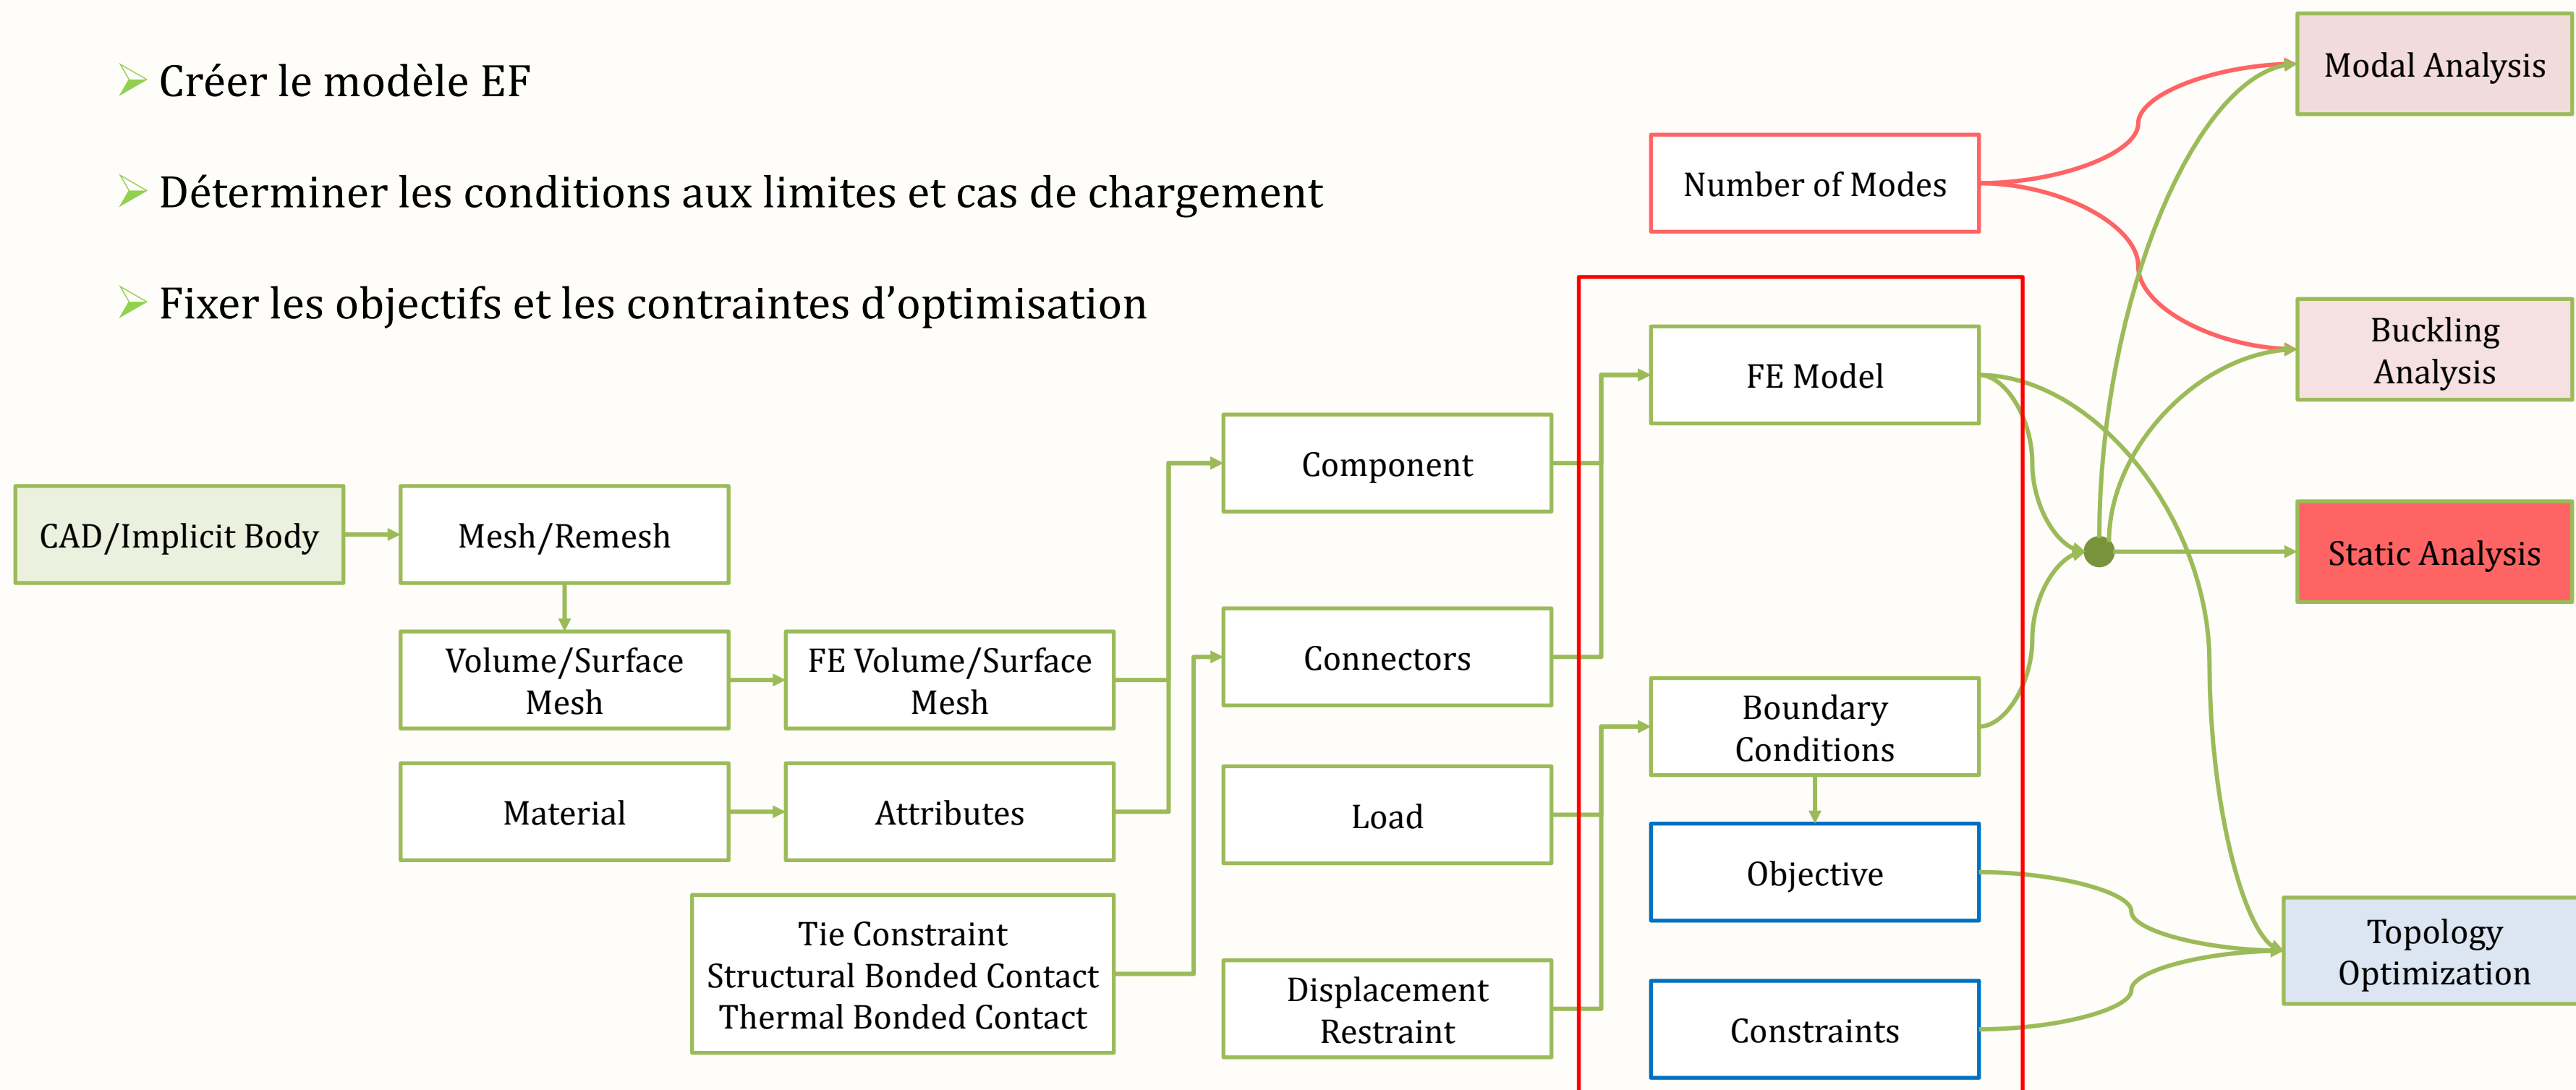 Créer le modèle EF
Déterminer les conditions aux limites et cas de chargement
Fixer les objectifs et les contraintes d’optimisation
Modal Analysis
Number of Modes
Buckling
Analysis
FE Model
Component
CAD/Implicit Body
Mesh/Remesh
Static Analysis
Volume/Surface
Mesh
FE Volume/Surface
Mesh
Connectors
Boundary
Conditions
Material
Attributes
Load
Objective
Tie Constraint
Structural Bonded Contact
Thermal Bonded Contact
Displacement
Restraint
Constraints
Topology
Optimization